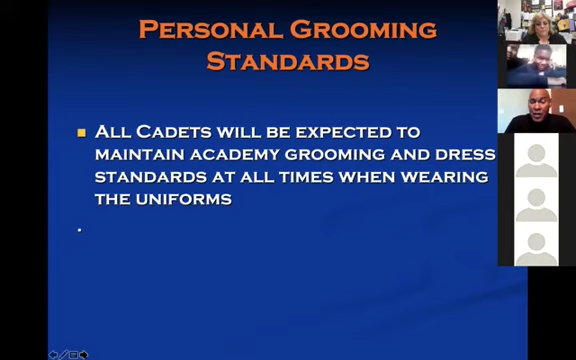 Personal Grooming
Standards
All Cadets will be expected to
maintain academy grooming and dress
standards at all times when wearing
the uniforms